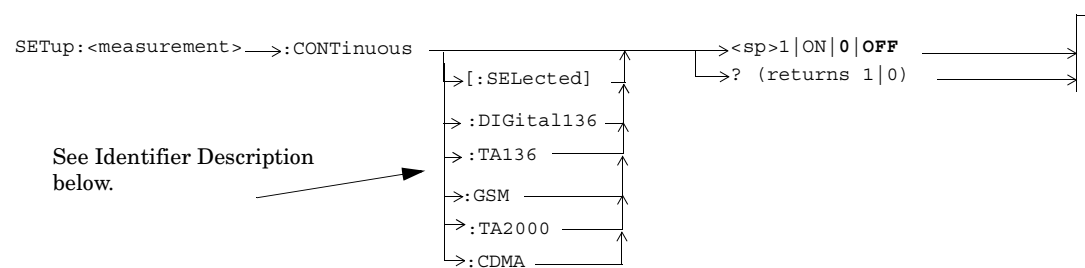 SETup:<measurement> :CONTinuous <sp>1|ON|0|OFF
[:SELected] ? (returns 1|0)
:DIGital136
:TA136
See Identifier Description
below.
:GSM
:TA2000
:CDMA